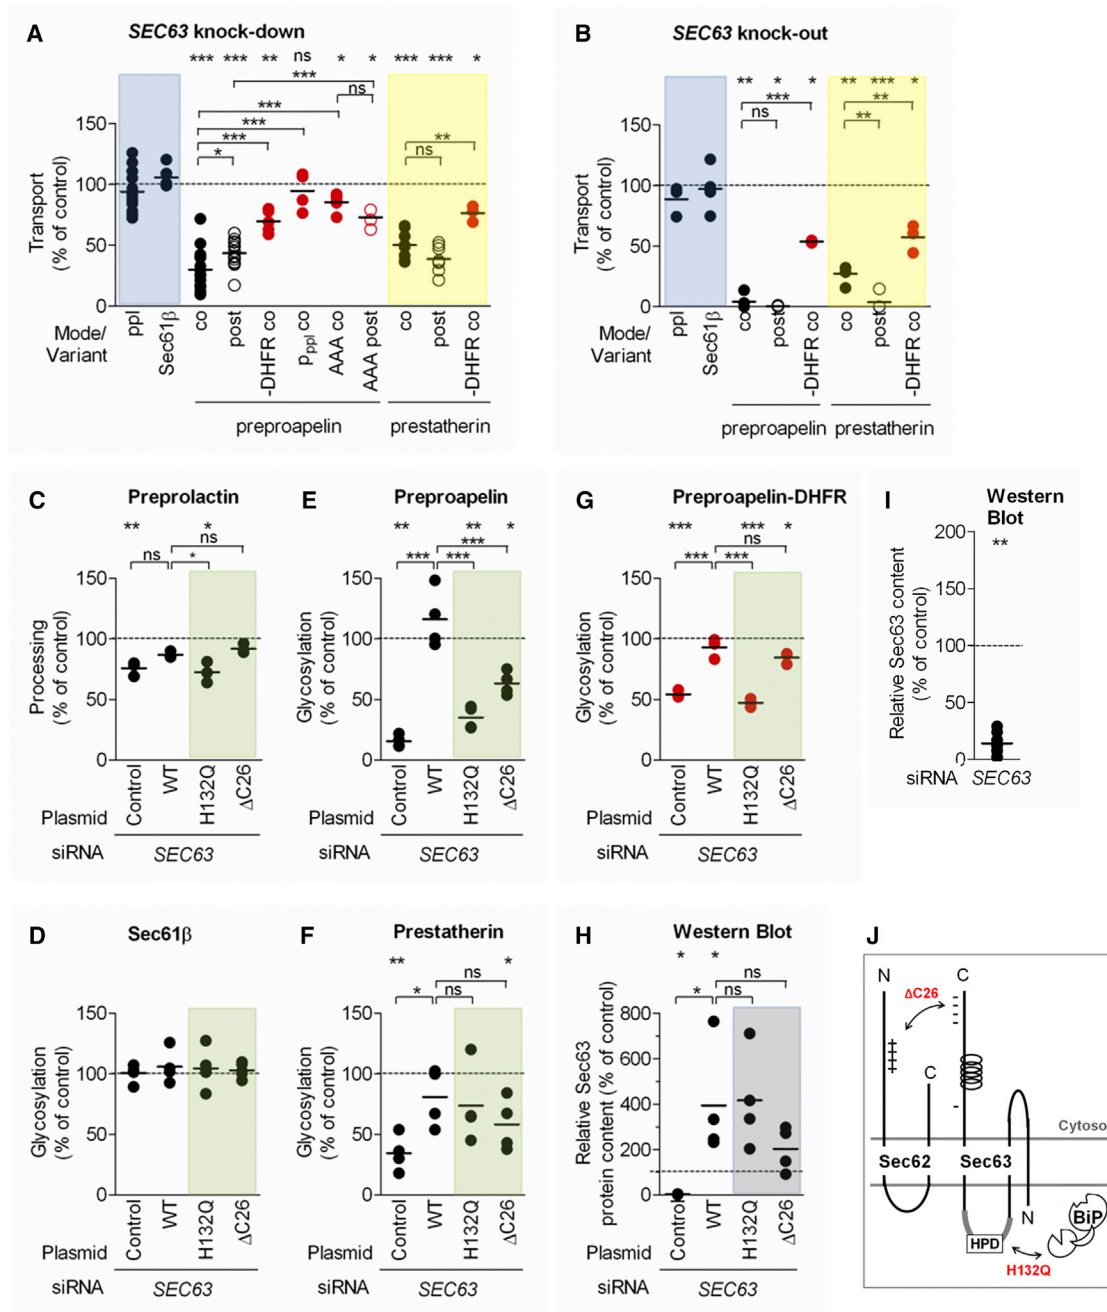 A
SEC63 knock-down
*** *** ** ns * * *** *** *
***
ns
***
***
***
*
**
ns
Transport
(% of control)
150
100
50
0
Mode/
Variant
ppl
Sec61β
co
post
-DHFR co
pppl co
AAA co
AAA post
co
post
-DHFR co
preproapelin
prestatherin
B
SEC63 knock-out
** * * ** *** *
***
ns
**
**
Transport
(% of control)
150
100
50
0
Mode/
Variant
ppl
Sec61β
co
post
-DHFR co
co
post
-DHFR co
preproapelin
prestatherin
C
Preprolactin
** *
ns
ns *
Processing
(% of control)
150
100
50
0
Plasmid
Control
WT
H132Q
ΔC26
siRNA
SEC63
E
Preproapelin
** ** *
***
*** ***
Glycosylation
(% of control)
150
100
50
0
Plasmid
Control
WT
H132Q
ΔC26
siRNA
SEC63
G
Preproapelin-DHFR
*** *** *
ns
*** ***
Glycosylation
(% of control)
150
100
50
0
Plasmid
Control
WT
H132Q
ΔC26
siRNA
SEC63
I
Western
Blot
**
Relative Sec63 content
(% of control)
200
150
100
50
0
siRNA SEC63
D
Sec61β
Glycosylation
(% of control)
150
100
50
0
Plasmid
Control
WT
H132Q
ΔC26
siRNA
SEC63
F
Prestatherin
** *
ns
* ns
Glycosylation
(% of control)
150
100
50
0
Plasmid
Control
WT
H132Q
ΔC26
siRNA
SEC63
H
Western Blot
* *
ns
* ns
Relative Sec63
protein content (% of control)
800
600
400
200
0
Plasmid
Control
WT
H132Q
ΔC26
siRNA
SEC63
J
N C
ΔC26
C
Cytoso
Sec62 Sec63
N
BiP
HPD
H132Q